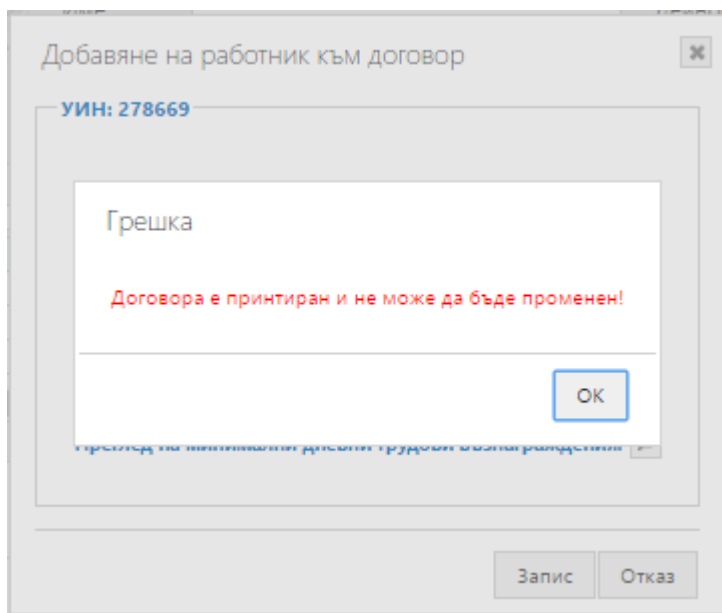 Добавяне на работник към договор
УИН: 278669
Грешка
Договора е принтиран и не може да бъде променен!
ОК
Преглед на минимални дневни трудови възнаграждения
Запис
Отказ